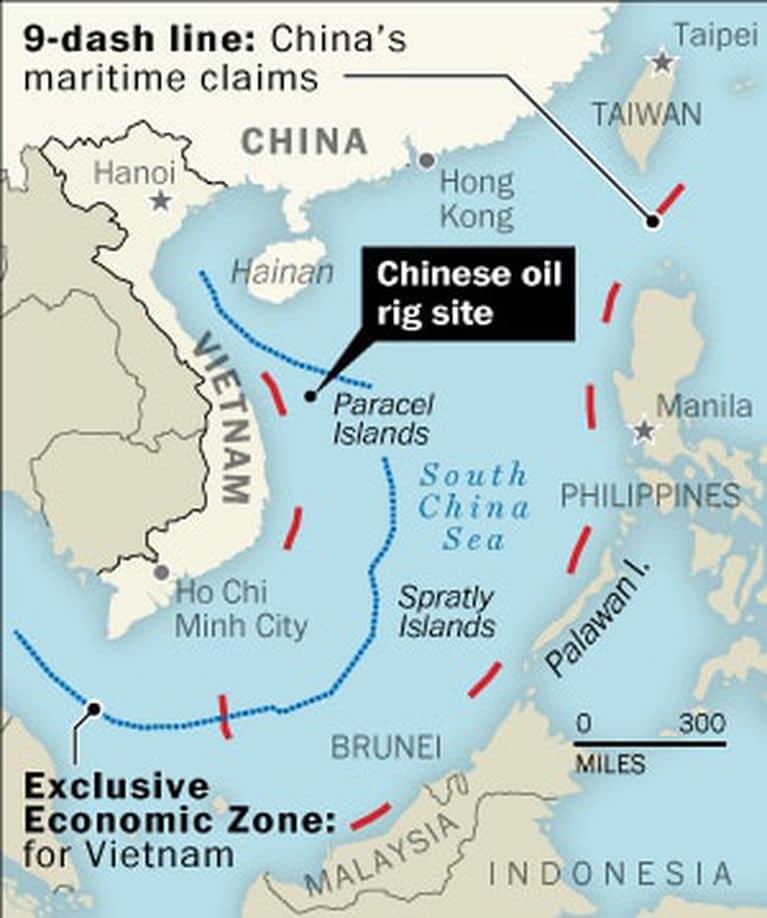 9-dash line: China's
maritime claims
Taipei
TAIWAN
CHINA
Hanoi
Hong
Kong
Hainan
Chinese oil
rig site
VIETNAM
Paracel
Islands
Manila
South
China
Sea
PHILIPPINES
Ho Chi
Minh City
Spratly
Islands
Palawan I.
0 300
MILES
BRUNEI
Exclusive
Economic Zone:
for Vietnam
MALAYSIA
INDONESIA